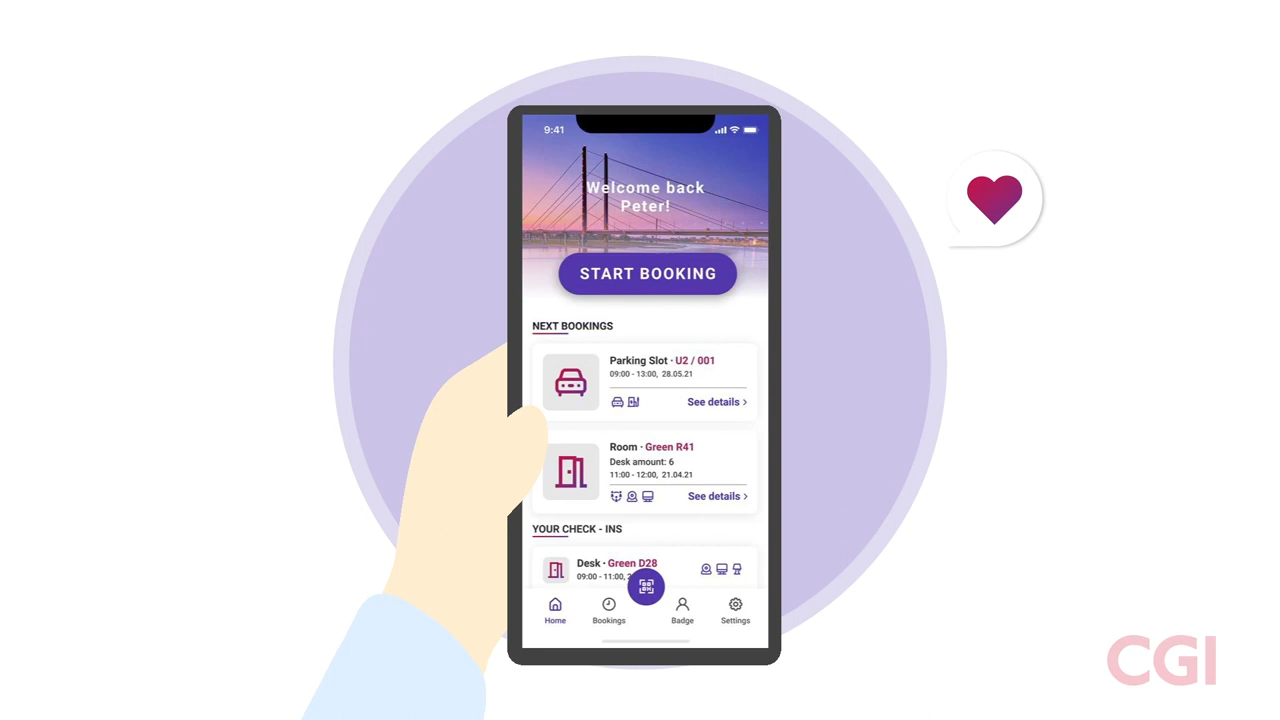 9:41
Welcome back
Peter!
START BOOKING
NEXT BOOKINGS
Parking Slot · U2 / 001
09:00 - 13:00, 28.05.21
See details >
Room · Green R41
Desk amount: 6
11:00 - 12:00, 21.04.21
See details >
YOUR CHECK - INS
Desk · Green D28
09:00 - 11:00,
Home
Bookings
Badge
Settings
CGI